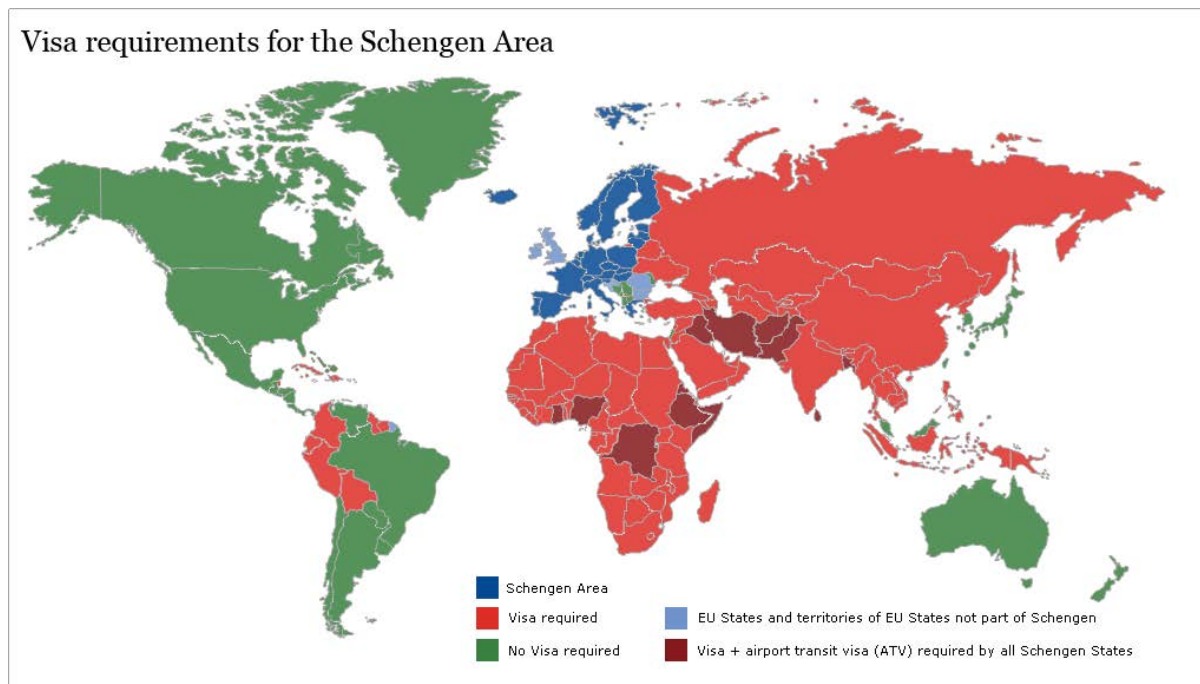 Visa requirements for the Schengen Area
Schengen Area
Visa required
EU States and territories of EU States not part of Schengen
No Visa required
Visa + airport transit visa (ATV) required by all Schengen States